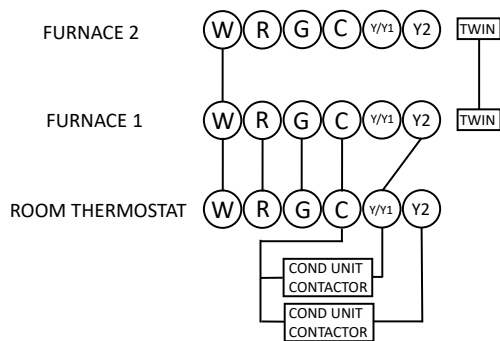 FURNACE 2 W R G C Y/Y1 Y2 TWIN
FURNACE 1 W R G C Y/Y1 Y2 TWIN
ROOM THERMOSTAT W R G C Y/Y1 Y2
COND UNIT
CONTACTOR
COND UNIT
CONTACTOR